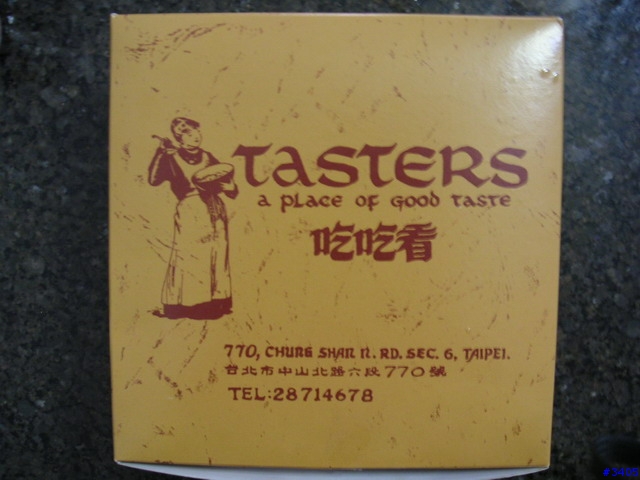 TASTERS
A PLACE OF GOOD TASTE
吃吃看
770, CHUNG SHAN N. RD. SEC. 6, TAIPEI.
台北市中山北路六段770號
TEL:28714678